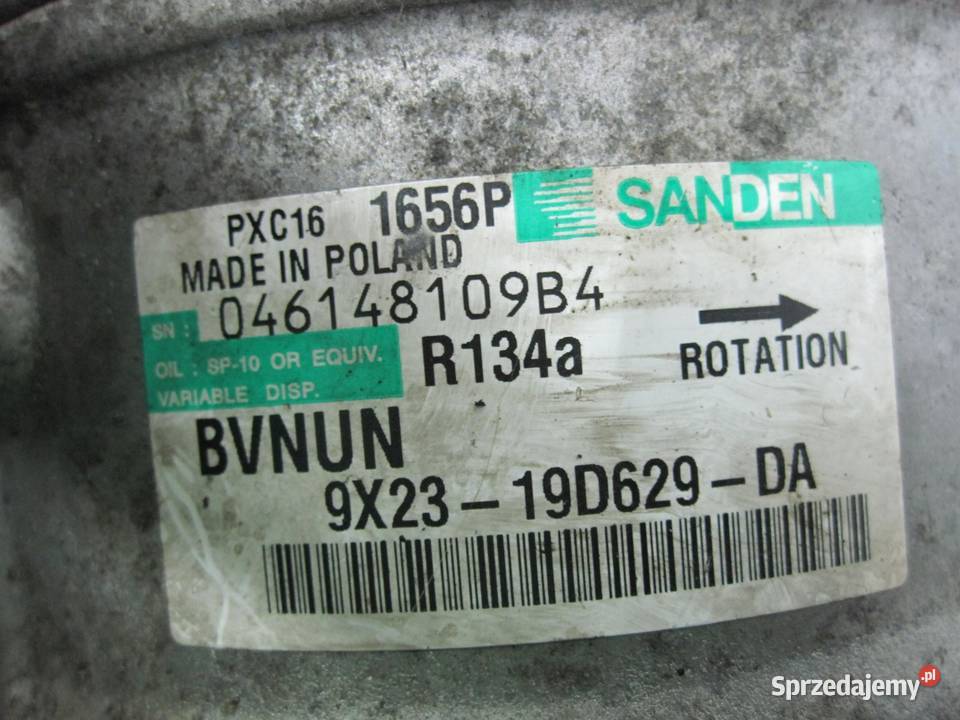 PXC16 1656P SANDEN
MADE IN POLAND
SN : 046148109B4
OIL : SP-10 OR EQUIV. R134a ROTATION
VARIABLE DISP.
BVNUN
9X23-19D629-DA
Sprzedajemy.pl